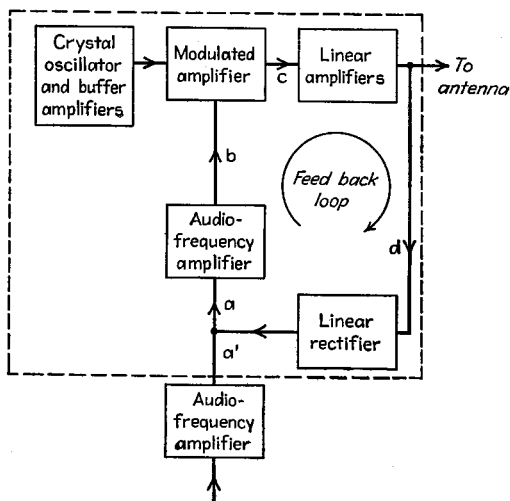 Crystal
oscillator
and buffer
amplifiers
Modulated
amplifier
c
Linear
amplifiers
To
antenna
b
Feed back
loop
Audio-
frequency
amplifier
d
a
Linear
rectifier
a'
Audio-
frequency
amplifier